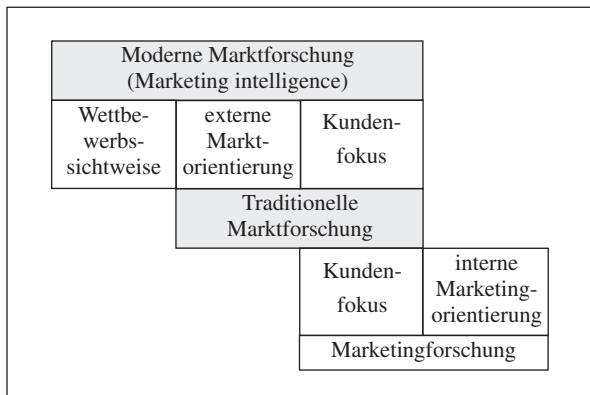 Moderne Marktforschung
(Marketing intelligence)
Wettbe-
werbs-
sichtweise
externe
Markt-
orientierung
Kunden-
fokus
Traditionelle
Marktforschung
Kunden-
fokus
interne
Marketing-
orientierung
Marketingforschung